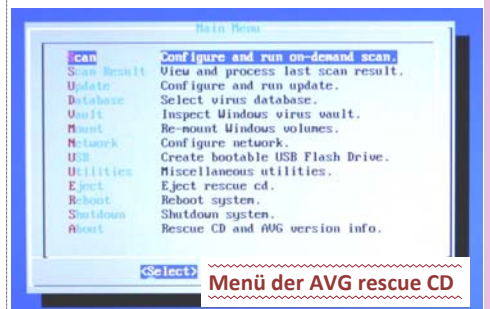 Main Menu
Scan Configure and run on-demand scan.
Scan Result View and process last scan result.
Update Configure and run update.
Database Select virus database.
Vault Inspect Windows virus vault.
Mount Re-mount Windows volumes.
Network Configure network.
USB Create bootable USB Flash Drive.
Utilities Miscellaneous utilities.
Eject Eject rescue cd.
Reboot Reboot system.
Shutdown Shutdown system.
About Rescue CD and AVG version info.
<Select>
Menü der AVG rescue CD